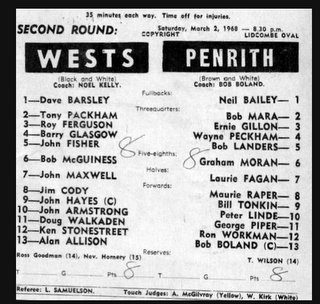 35 minutes each way. Time off for injuries.
SECOND ROUND: Saturday, March 2, 1968 — 8.30 p.m.
COPYRIGHT LIDCOMBE OVAL
WESTS PENRITH
(Black and White) (Brown and White)
Coach: NOEL KELLY. Coach: BOB BOLAND.
Fullbacks:
1—Dave BARSLEY Neil BAILEY— 1
Threequarters:
2—Tony PACKHAM Bob MARA— 2
3—Roy FERGUSON Ernie GILLON— 3
4—Barry GLASGOW Wayne PECKHAM— 4
5—John FISHER Bob LANDERS— 5
8 Five-eighths: 8
6—Bob McGUINNESS Graham MORAN— 6
Halves:
7—John MAXWELL Laurie FAGAN— 7
Forwards:
8—Jim CODY Maurie RAPER— 8
9—John HAYES (C) Bill TONKIN— 9
10—John ARMSTRONG Peter LINDE—10
11—Doug WALKADEN George PIPER—11
12—Ken STONESTREET Ron WORKMAN—12
13—Alan ALLISON Bob BOLAND (C)—13
Reserves:
Ross Goodman (14), Nev. Hornery (15) T. WILSON (14)
T G Pts 8 T G Pts 8
Referee: L. SAMUELSON. Touch Judges: A. McGilvray (Yellow), W. Kirk (White)